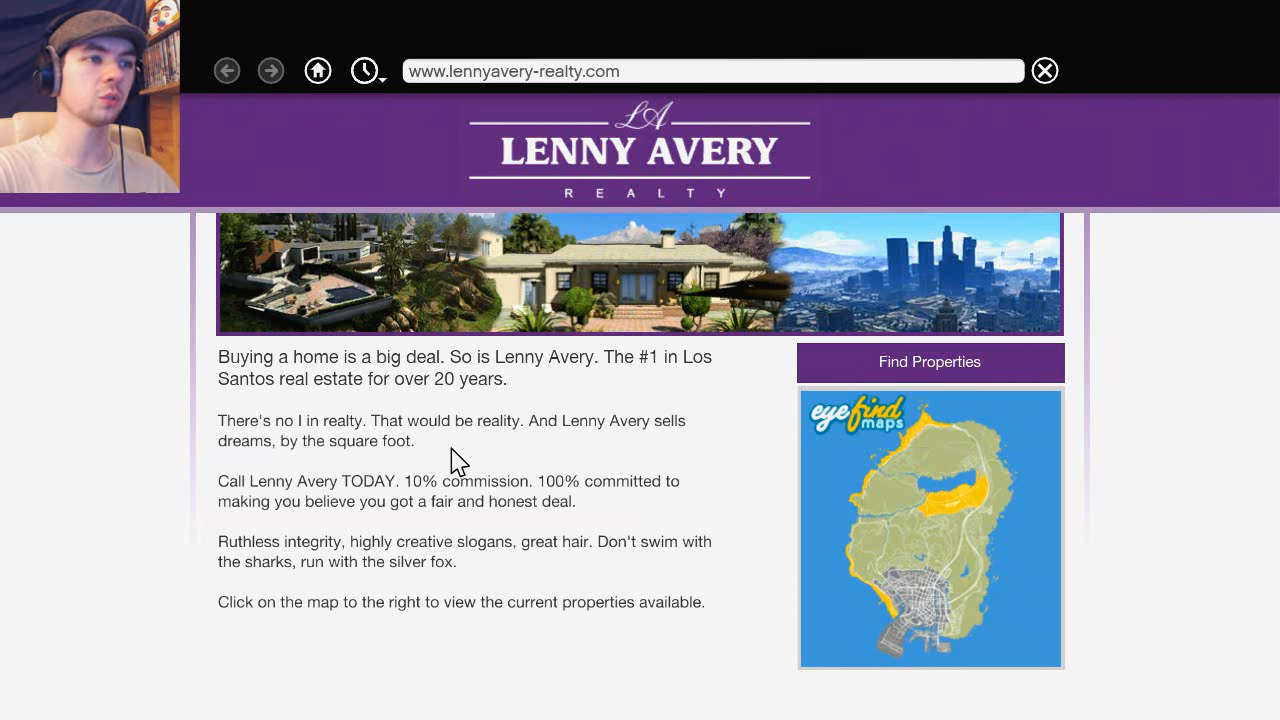 www.lennyavery-realty.com
LA
LENNY AVERY
REALTY
Buying a home is a big deal. So is Lenny Avery. The #1 in Los
Santos real estate for over 20 years.
There's no I in realty. That would be reality. And Lenny Avery sells
dreams, by the square foot.
Call Lenny Avery TODAY. 10% commission. 100% committed to
making you believe you got a fair and honest deal.
Ruthless integrity, highly creative slogans, great hair. Don't swim with
the sharks, run with the silver fox.
Click on the map to the right to view the current properties available.
Find Properties
eyefind
maps